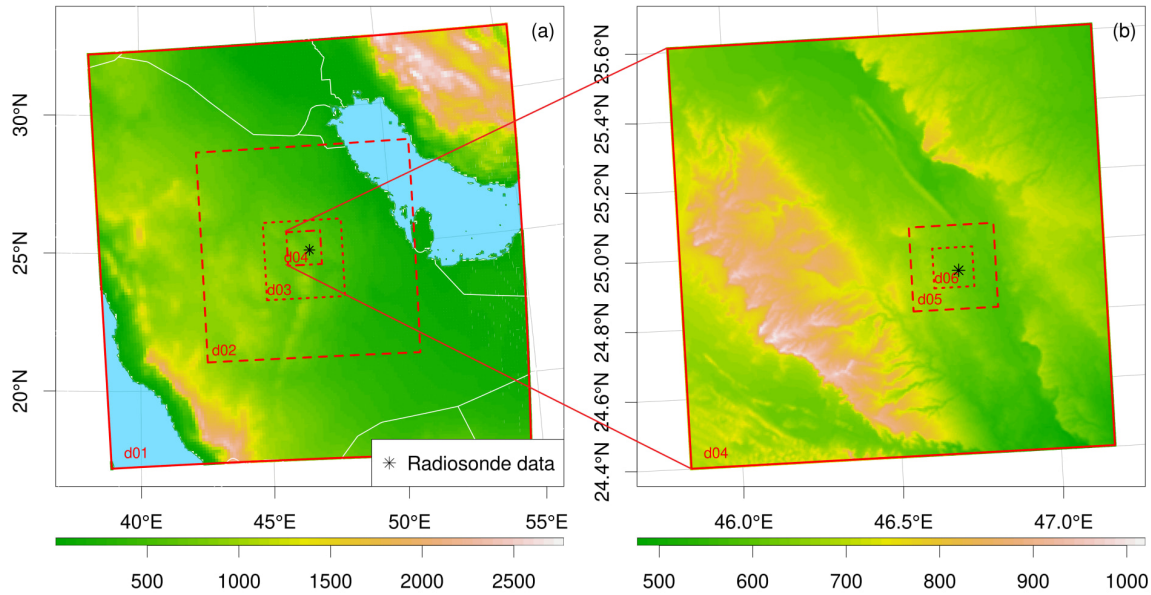 (a)
30°N
25°N
20°N
d04
d03
d02
d01
✳ Radiosonde data
40°E 45°E 50°E 55°E
500 1000 1500 2000 2500
(b)
25.6°N
25.4°N
25.2°N
25.0°N
24.8°N
24.6°N
24.4°N
d06
d05
d04
46.0°E 46.5°E 47.0°E
500 600 700 800 900 1000